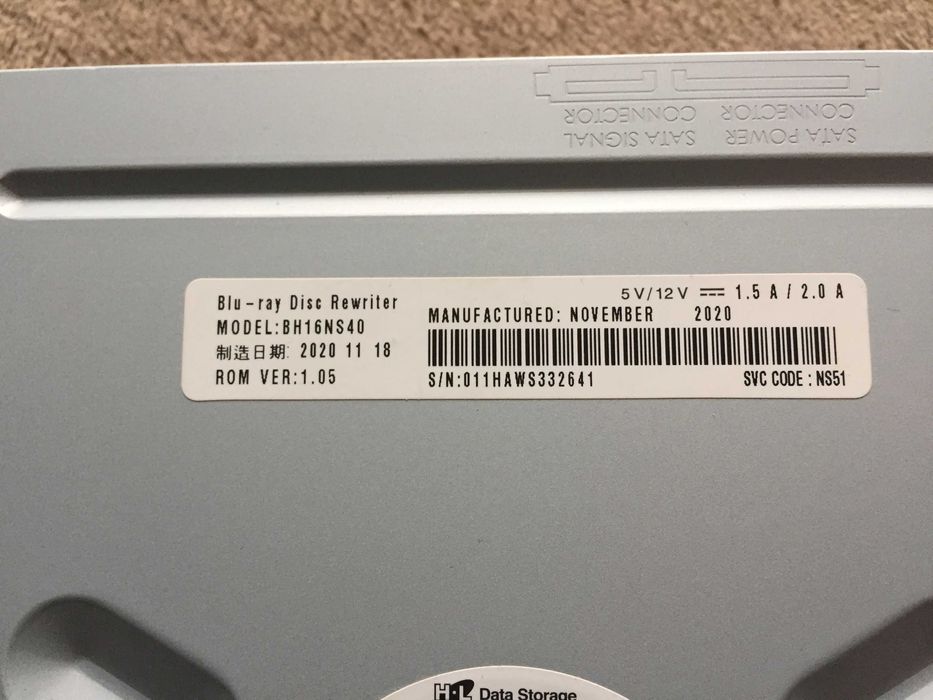 SATA POWER CONNECTOR
SATA SIGNAL CONNECTOR
Blu-ray Disc Rewriter
MODEL:BH16NS40
制造日期: 2020 11 18
ROM VER:1.05
5V/12V ⎓ 1.5 A / 2.0 A
MANUFACTURED: NOVEMBER 2020
S/N:011HAWS332641
SVC CODE : NS51
H·L Data Storage